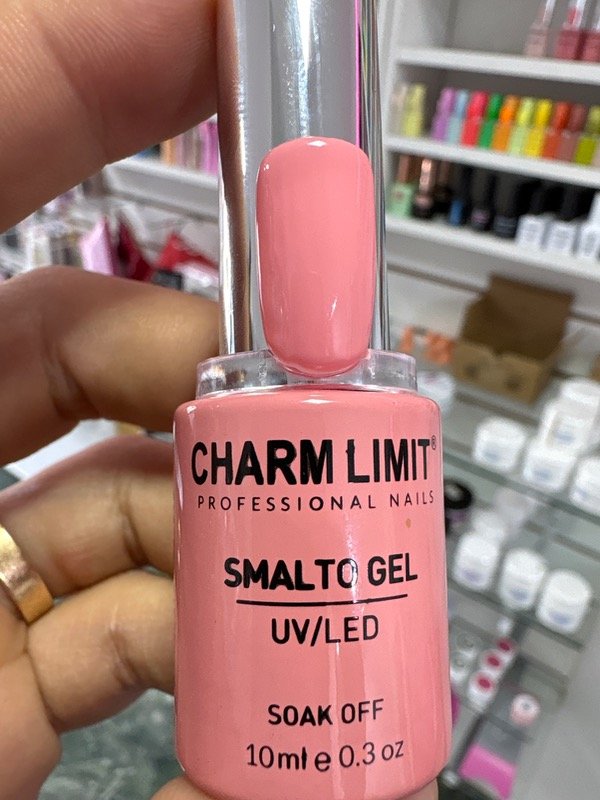 CHARM LIMIT®
PROFESSIONAL NAILS
SMALTO GEL
UV/LED
SOAK OFF
10ml e 0.3 oz